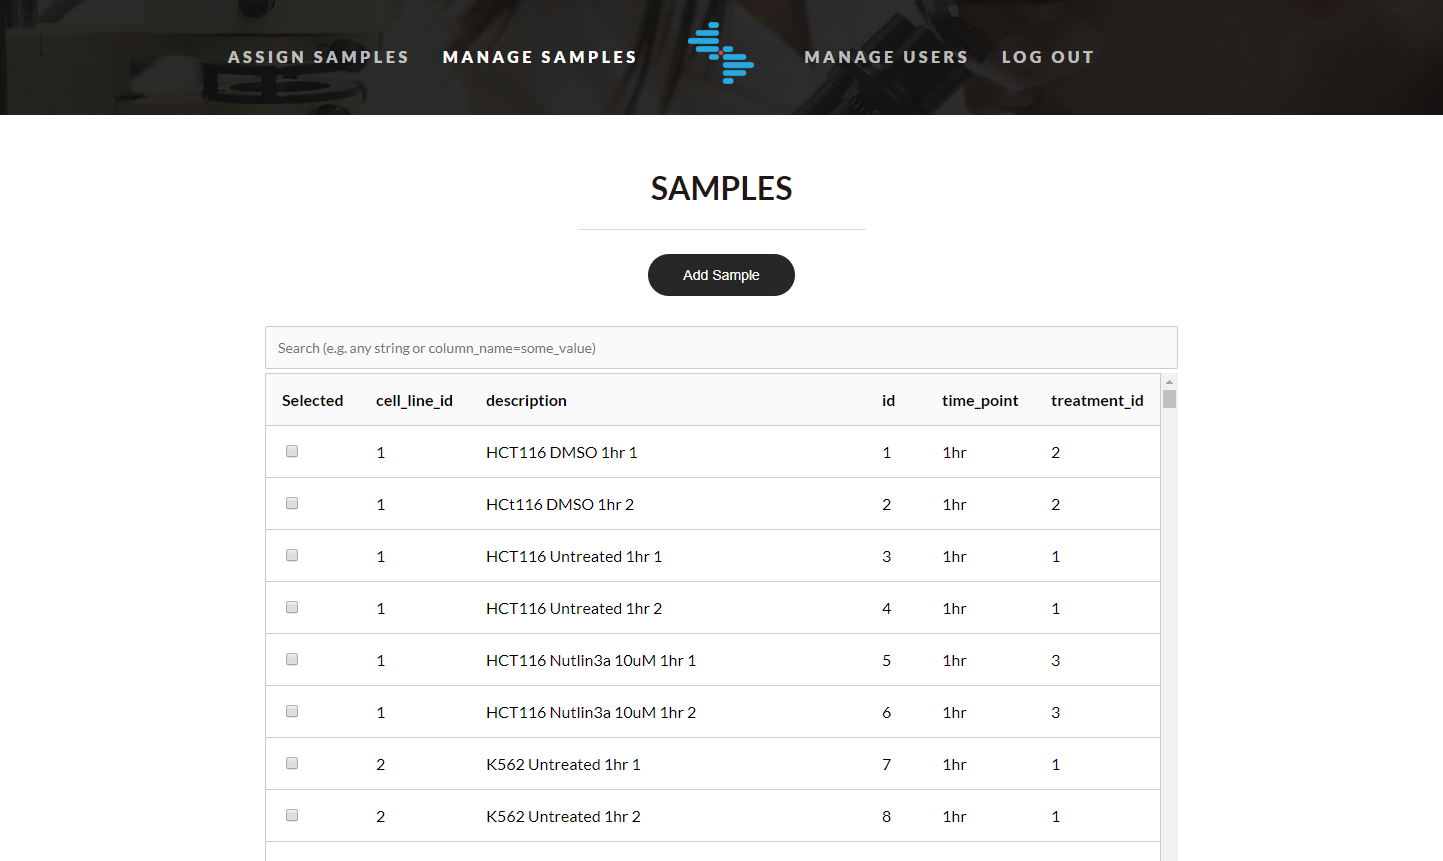 ASSIGN SAMPLES MANAGE SAMPLES MANAGE USERS LOG OUT
SAMPLES
Add Sample
Search (e.g. any string or column_name=some_value)
Selected cell_line_id description id time_point treatment_id
1 HCT116 DMSO 1hr 1 1 1hr 2
1 HCt116 DMSO 1hr 2 2 1hr 2
1 HCT116 Untreated 1hr 1 3 1hr 1
1 HCT116 Untreated 1hr 2 4 1hr 1
1 HCT116 Nutlin3a 10uM 1hr 1 5 1hr 3
1 HCT116 Nutlin3a 10uM 1hr 2 6 1hr 3
2 K562 Untreated 1hr 1 7 1hr 1
2 K562 Untreated 1hr 2 8 1hr 1